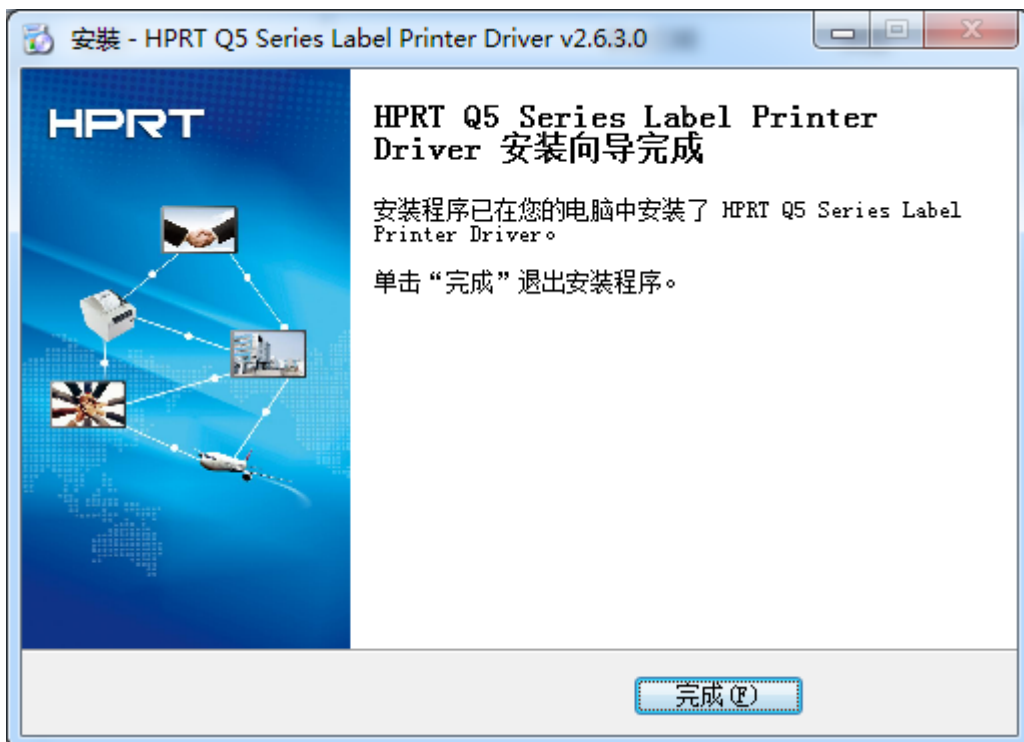 安裝 - HPRT Q5 Series Label Printer Driver v2.6.3.0
HPRT
HPRT Q5 Series Label Printer
Driver 安装向导完成
安装程序已在您的电脑中安装了 HPRT Q5 Series Label
Printer Driver。
单击“完成”退出安装程序。
完成(F)